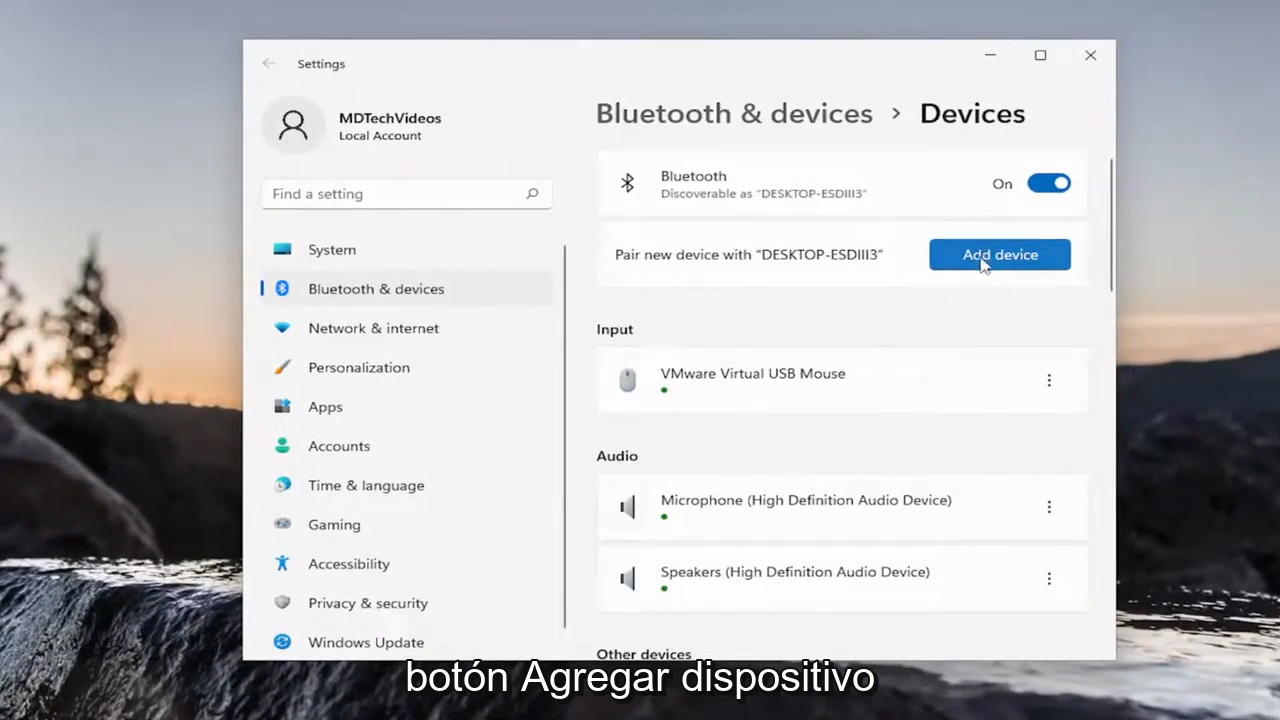 Settings
MDTechVideos
Local Account
Find a setting
System
Bluetooth & devices
Network & internet
Personalization
Apps
Accounts
Time & language
Gaming
Accessibility
Privacy & security
Windows Update
Bluetooth & devices > Devices
Bluetooth
Discoverable as "DESKTOP-ESDIII3"
On
Pair new device with "DESKTOP-ESDIII3"
Add device
Input
VMware Virtual USB Mouse
Audio
Microphone (High Definition Audio Device)
Speakers (High Definition Audio Device)
Other devices
botón Agregar dispositivo